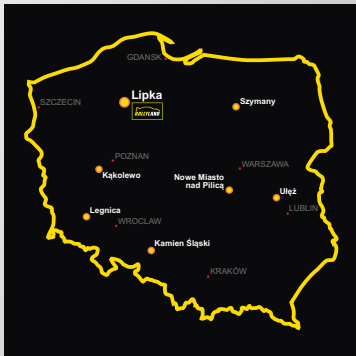 GDANSK
Lipka
RALLYLAND
SZCZECIN
Szymany
POZNAN
Kąkolewo
WARSZAWA
Nowe Miasto
nad Pilicą
Ułęż
LUBLIN
Legnica
WROCLAW
Kamien Śląski
KRAKÓW